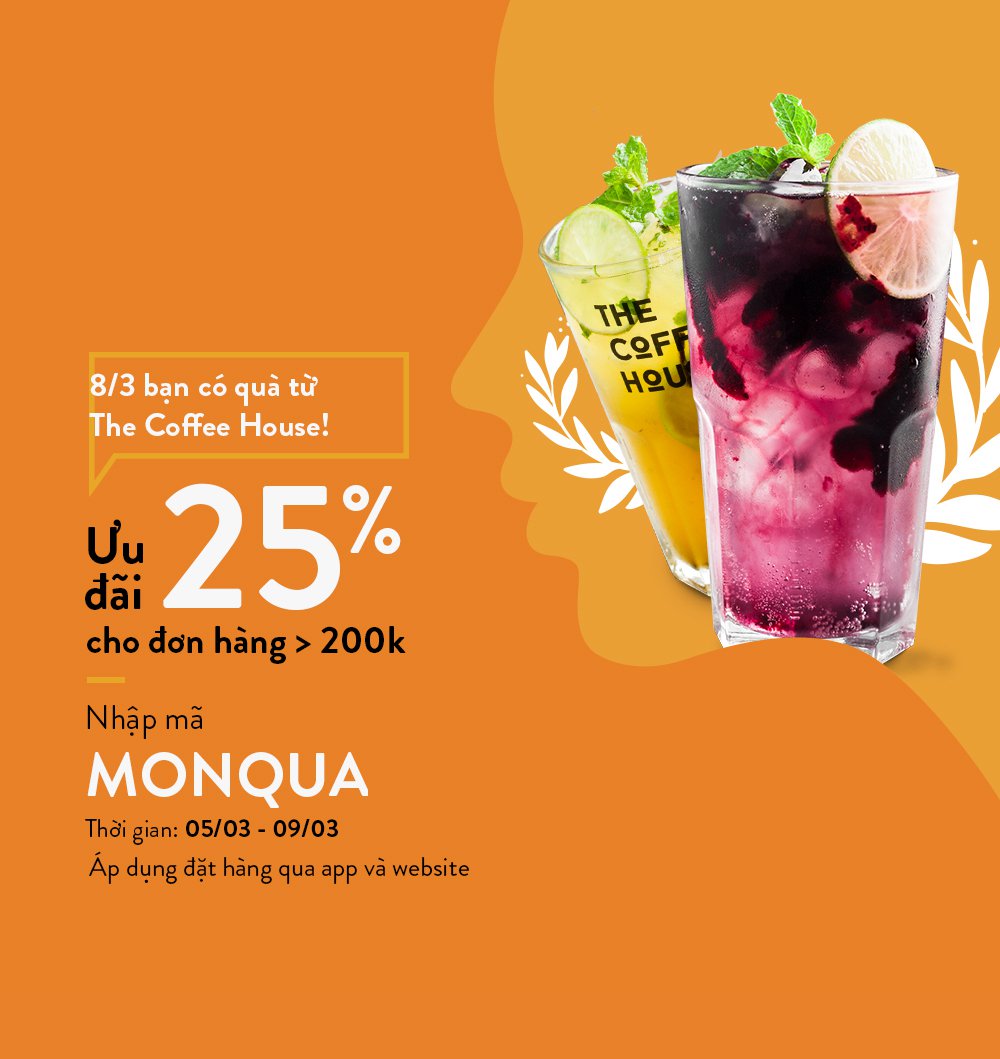 8/3 bạn có quà từ
The Coffee House!
Ưu đãi 25%
cho đơn hàng > 200k
Nhập mã
MONQUA
Thời gian: 05/03 - 09/03
Áp dụng đặt hàng qua app và website
THE
COFF
HOU